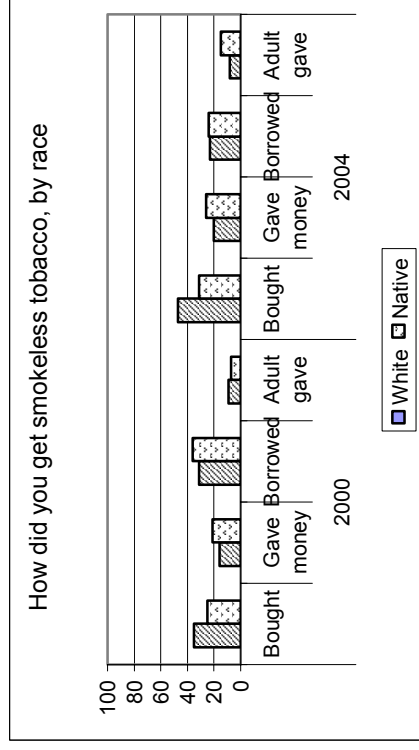 How did you get smokeless tobacco, by race
100
80
60
40
20
0
Bought Gave money Borrowed Adult gave Bought Gave money Borrowed Adult gave
2000 2004
White Native